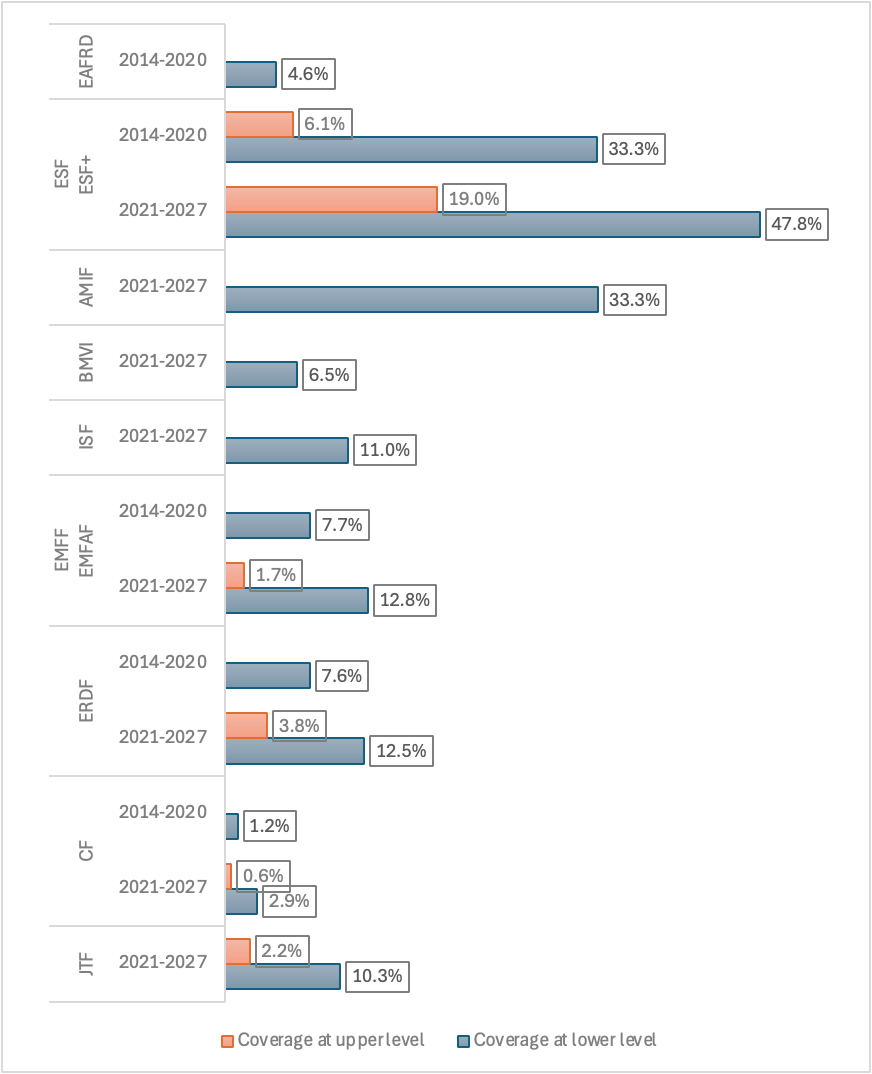 EAFRD
2014-2020
4.6%
ESF
ESF+
2014-2020
6.1%
33.3%
2021-2027
19.0%
47.8%
AMIF
2021-2027
33.3%
BMVI
2021-2027
6.5%
ISF
2021-2027
11.0%
EMFF
EMFAF
2014-2020
7.7%
2021-2027
1.7%
12.8%
ERDF
2014-2020
7.6%
2021-2027
3.8%
12.5%
CF
2014-2020
1.2%
2021-2027
0.6%
2.9%
JTF
2021-2027
2.2%
10.3%
Coverage at upper level
Coverage at lower level